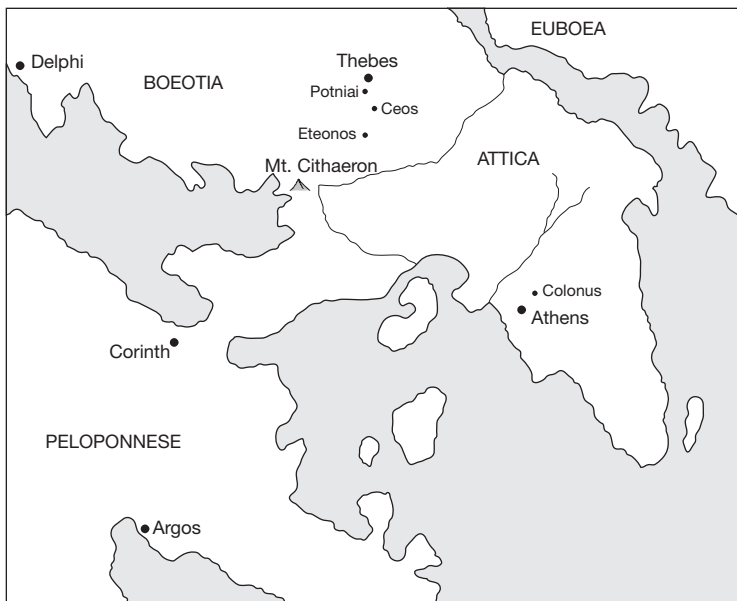 EUBOEA
Delphi
Thebes
BOEOTIA
Potniai
Ceos
Eteonos
Mt. Cithaeron
ATTICA
Colonus
Athens
Corinth
PELOPONNESE
Argos